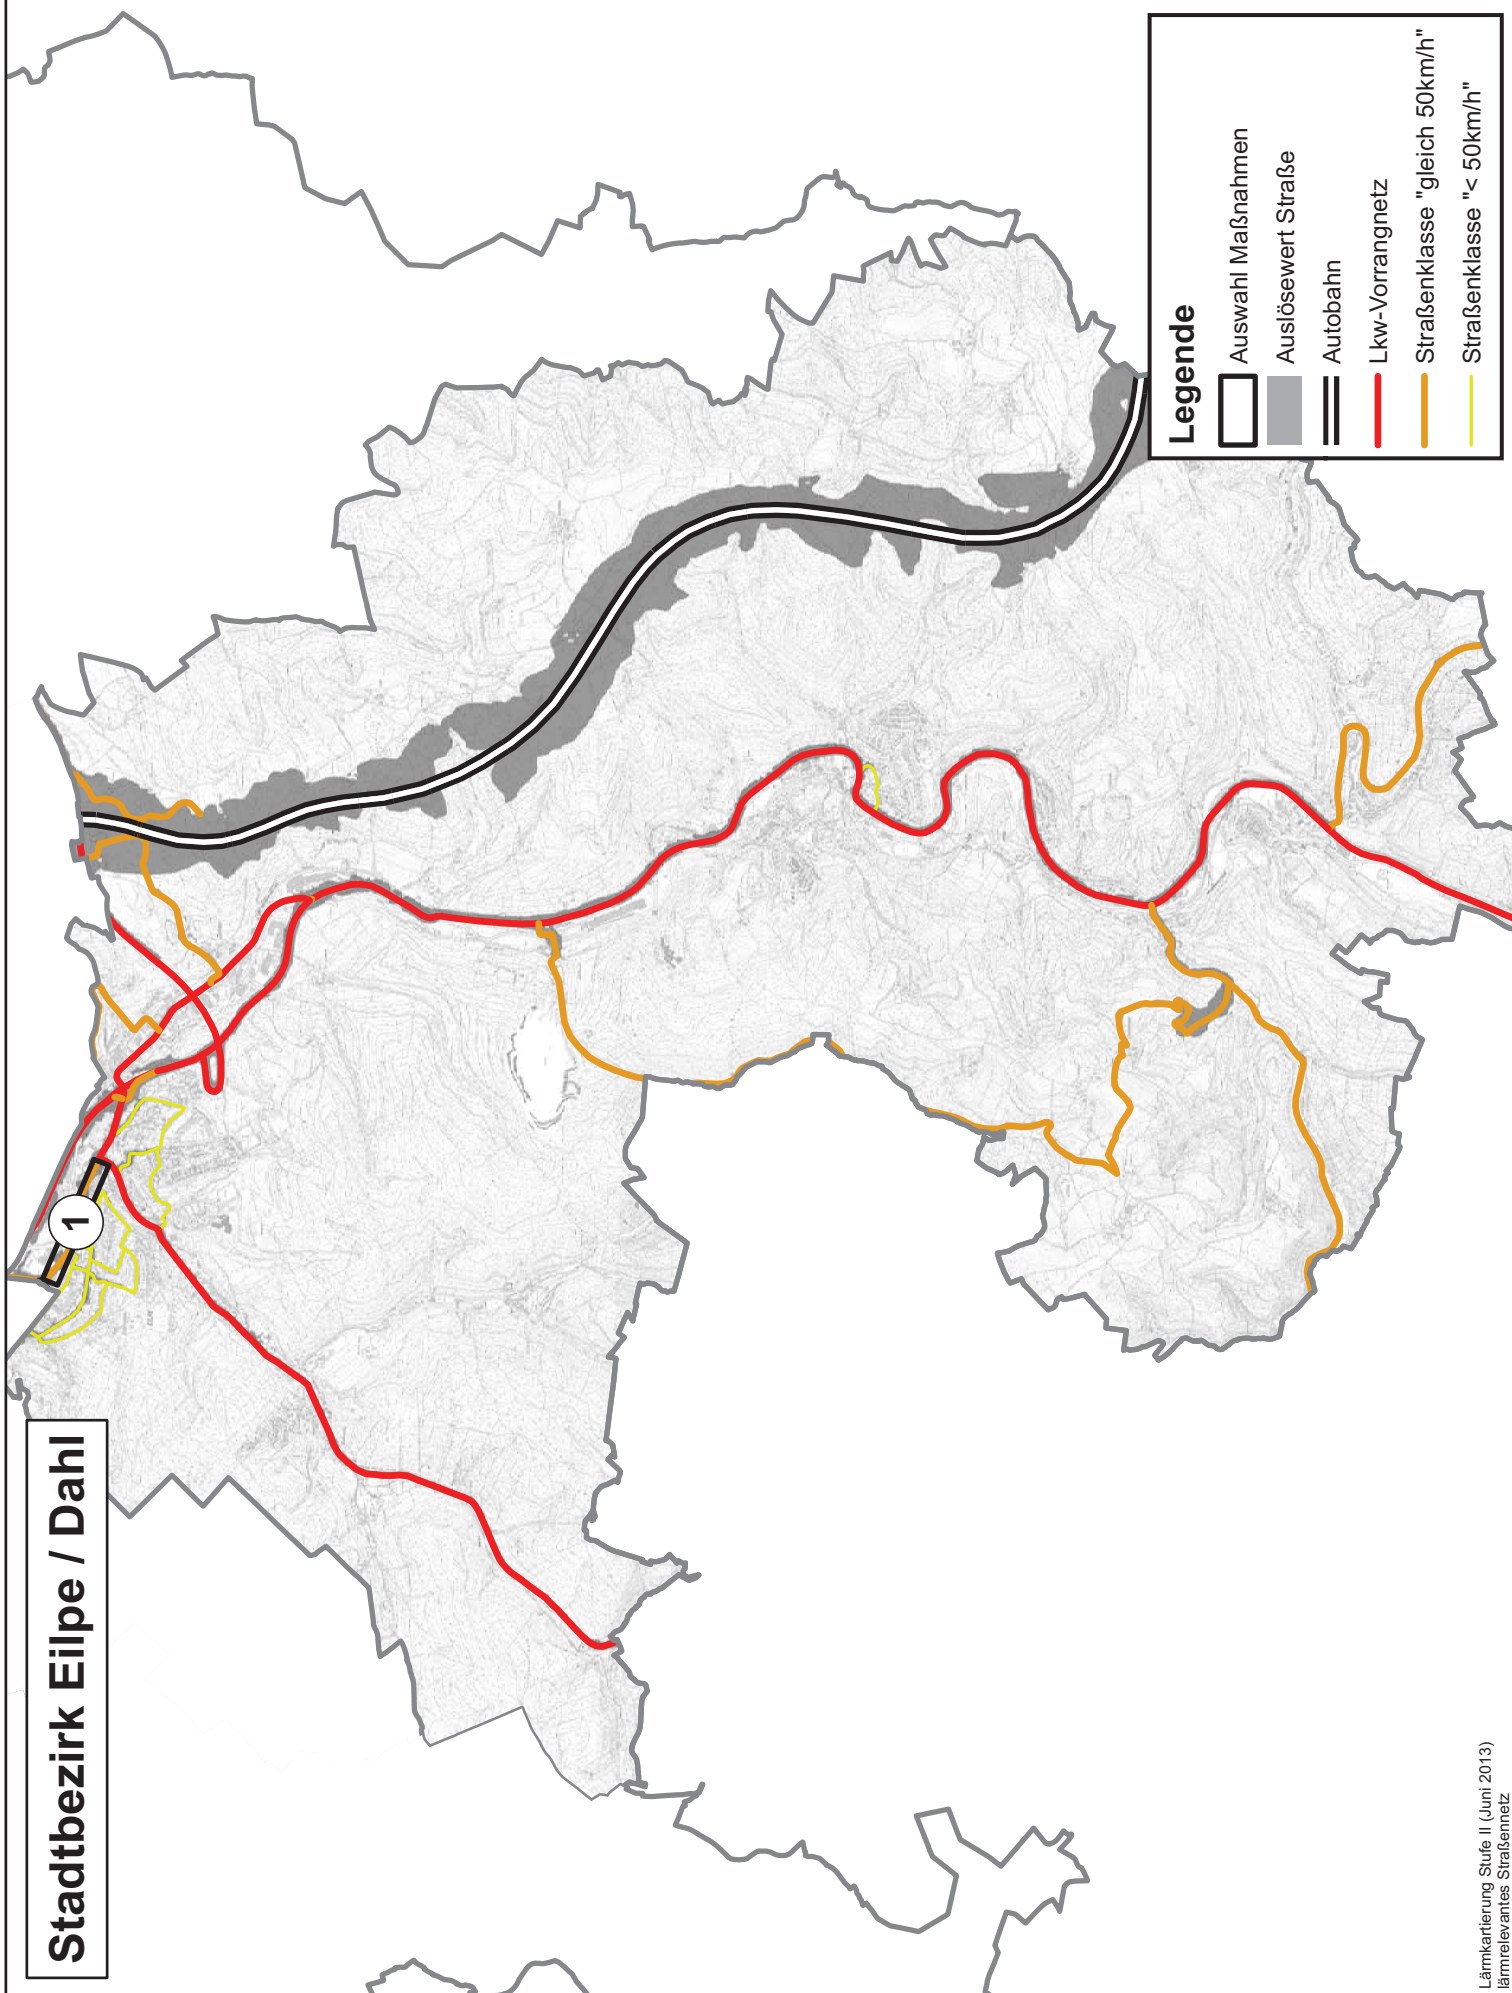 Stadtbezirk Eilpe / Dahl
1
Legende
Auswahl Maßnahmen
Auslösewert Straße
Autobahn
Lkw-Vorrangnetz
Straßenklasse "gleich 50km/h"
Straßenklasse "< 50km/h"
Lärmkartierung Stufe II (Juni 2013)
lärmrelevantes Straßennetz